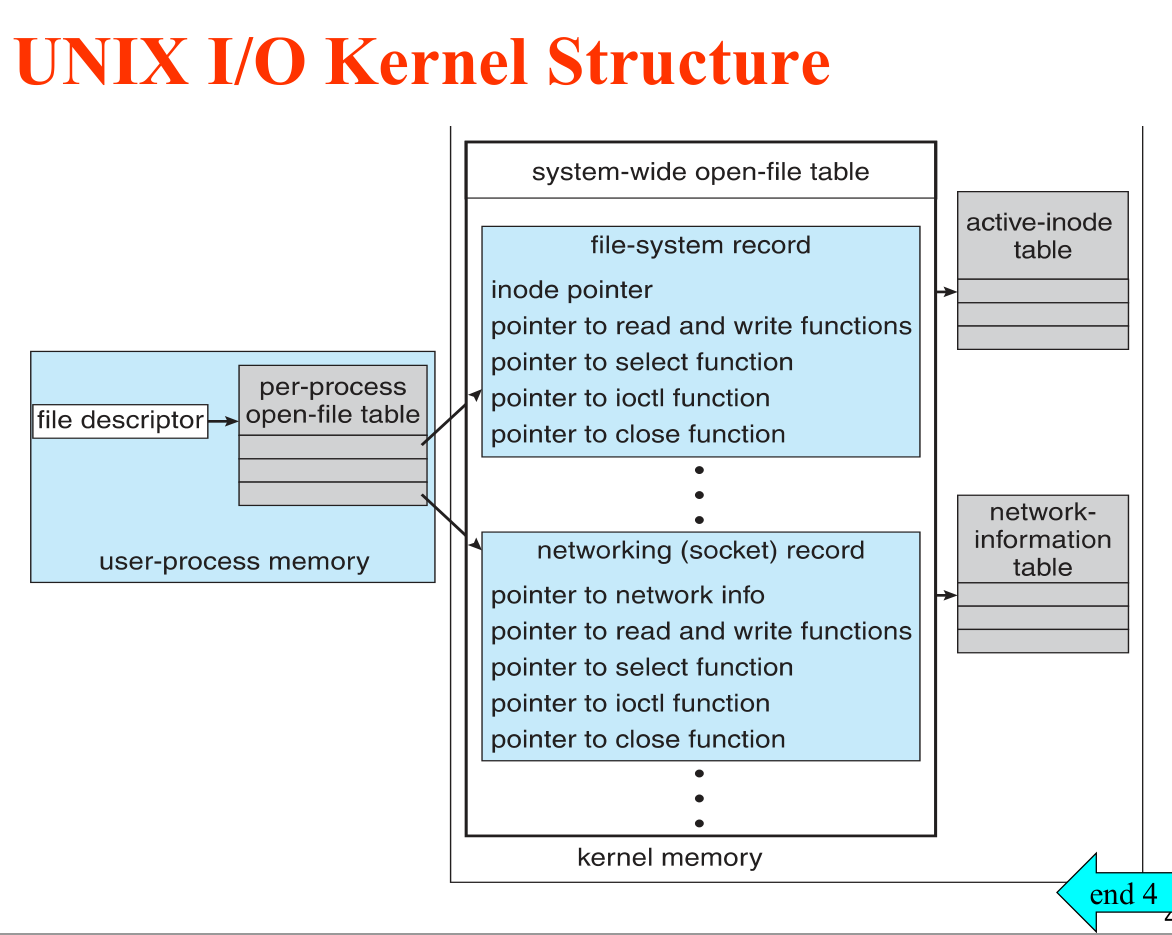 UNIX I/O Kernel Structure
system-wide open-file table
file-system record
inode pointer
pointer to read and write functions
pointer to select function
pointer to ioctl function
pointer to close function
active-inode
table
file descriptor
per-process
open-file table
user-process memory
networking (socket) record
pointer to network info
pointer to read and write functions
pointer to select function
pointer to ioctl function
pointer to close function
network-
information
table
kernel memory
end 4